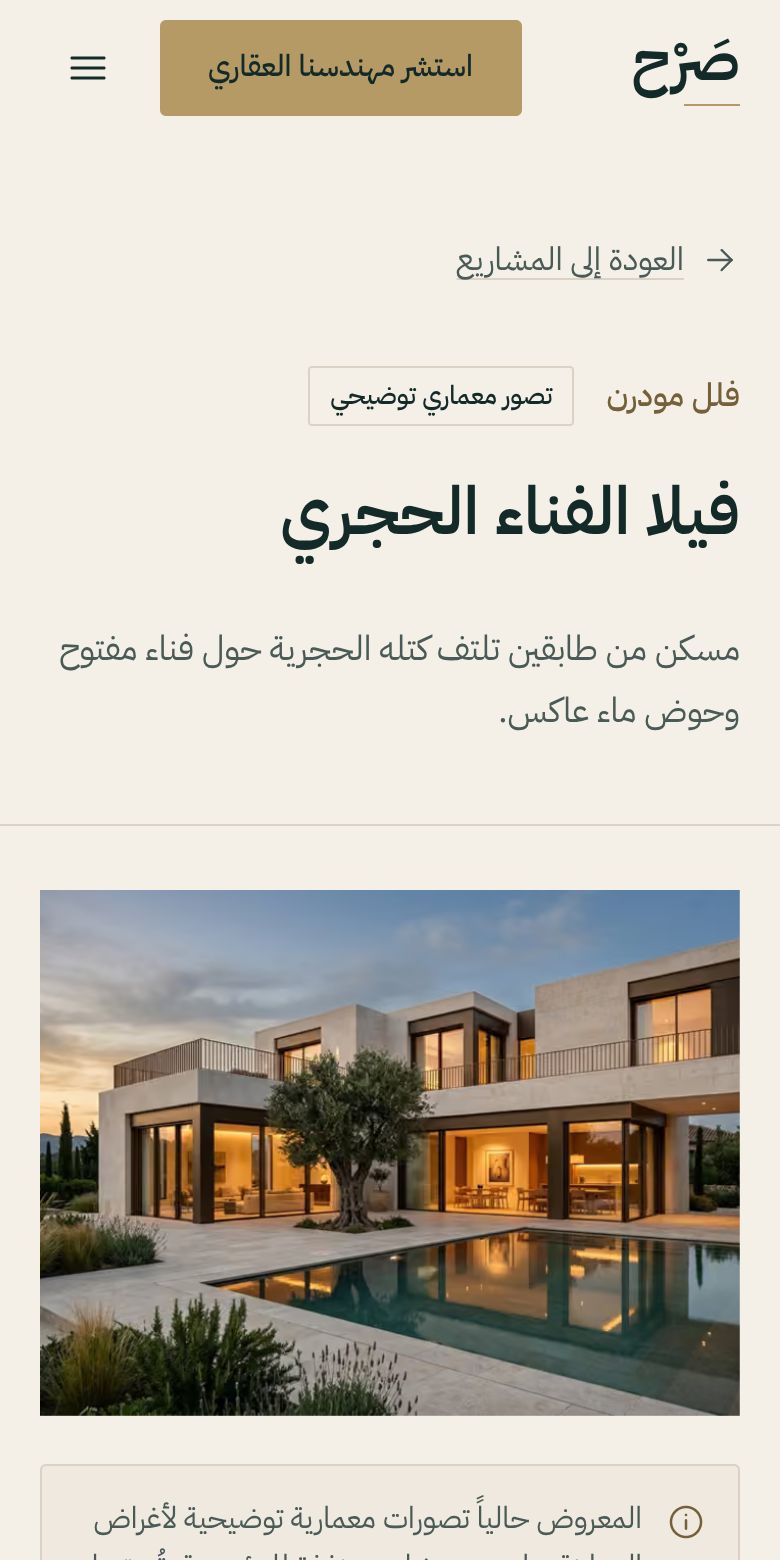 صَرْح
استشر مهندسنا العقاري
العودة إلى المشاريع
فلل مودرن
تصور معماري توضيحي
فيلا الفناء الحجري
مسكن من طابقين تلتف كتله الحجرية حول فناء مفتوح
وحوض ماء عاكس.
المعروض حالياً تصورات معمارية توضيحية لأغراض